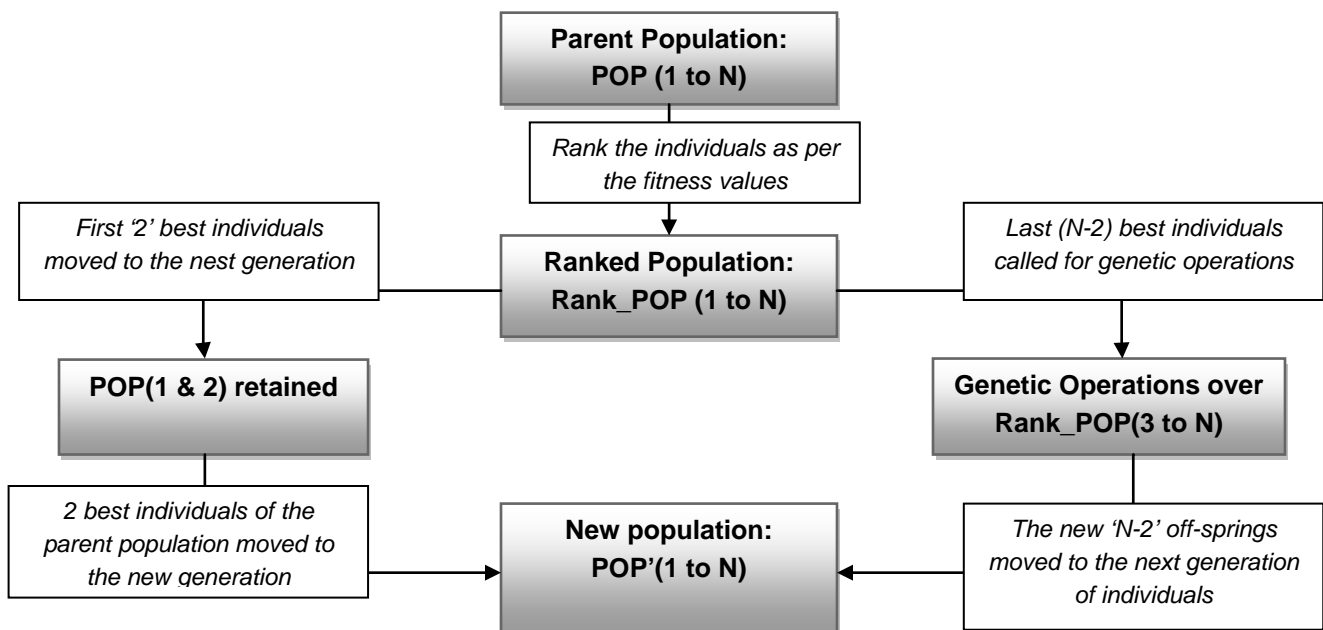 Parent Population:
POP (1 to N)
Rank the individuals as per
the fitness values
First ‘2’ best individuals
moved to the nest generation
Last (N-2) best individuals
called for genetic operations
Ranked Population:
Rank_POP (1 to N)
POP(1 & 2) retained
Genetic Operations over
Rank_POP(3 to N)
2 best individuals of the
parent population moved to
the new generation
New population:
POP’(1 to N)
The new ‘N-2’ off-springs
moved to the next generation
of individuals